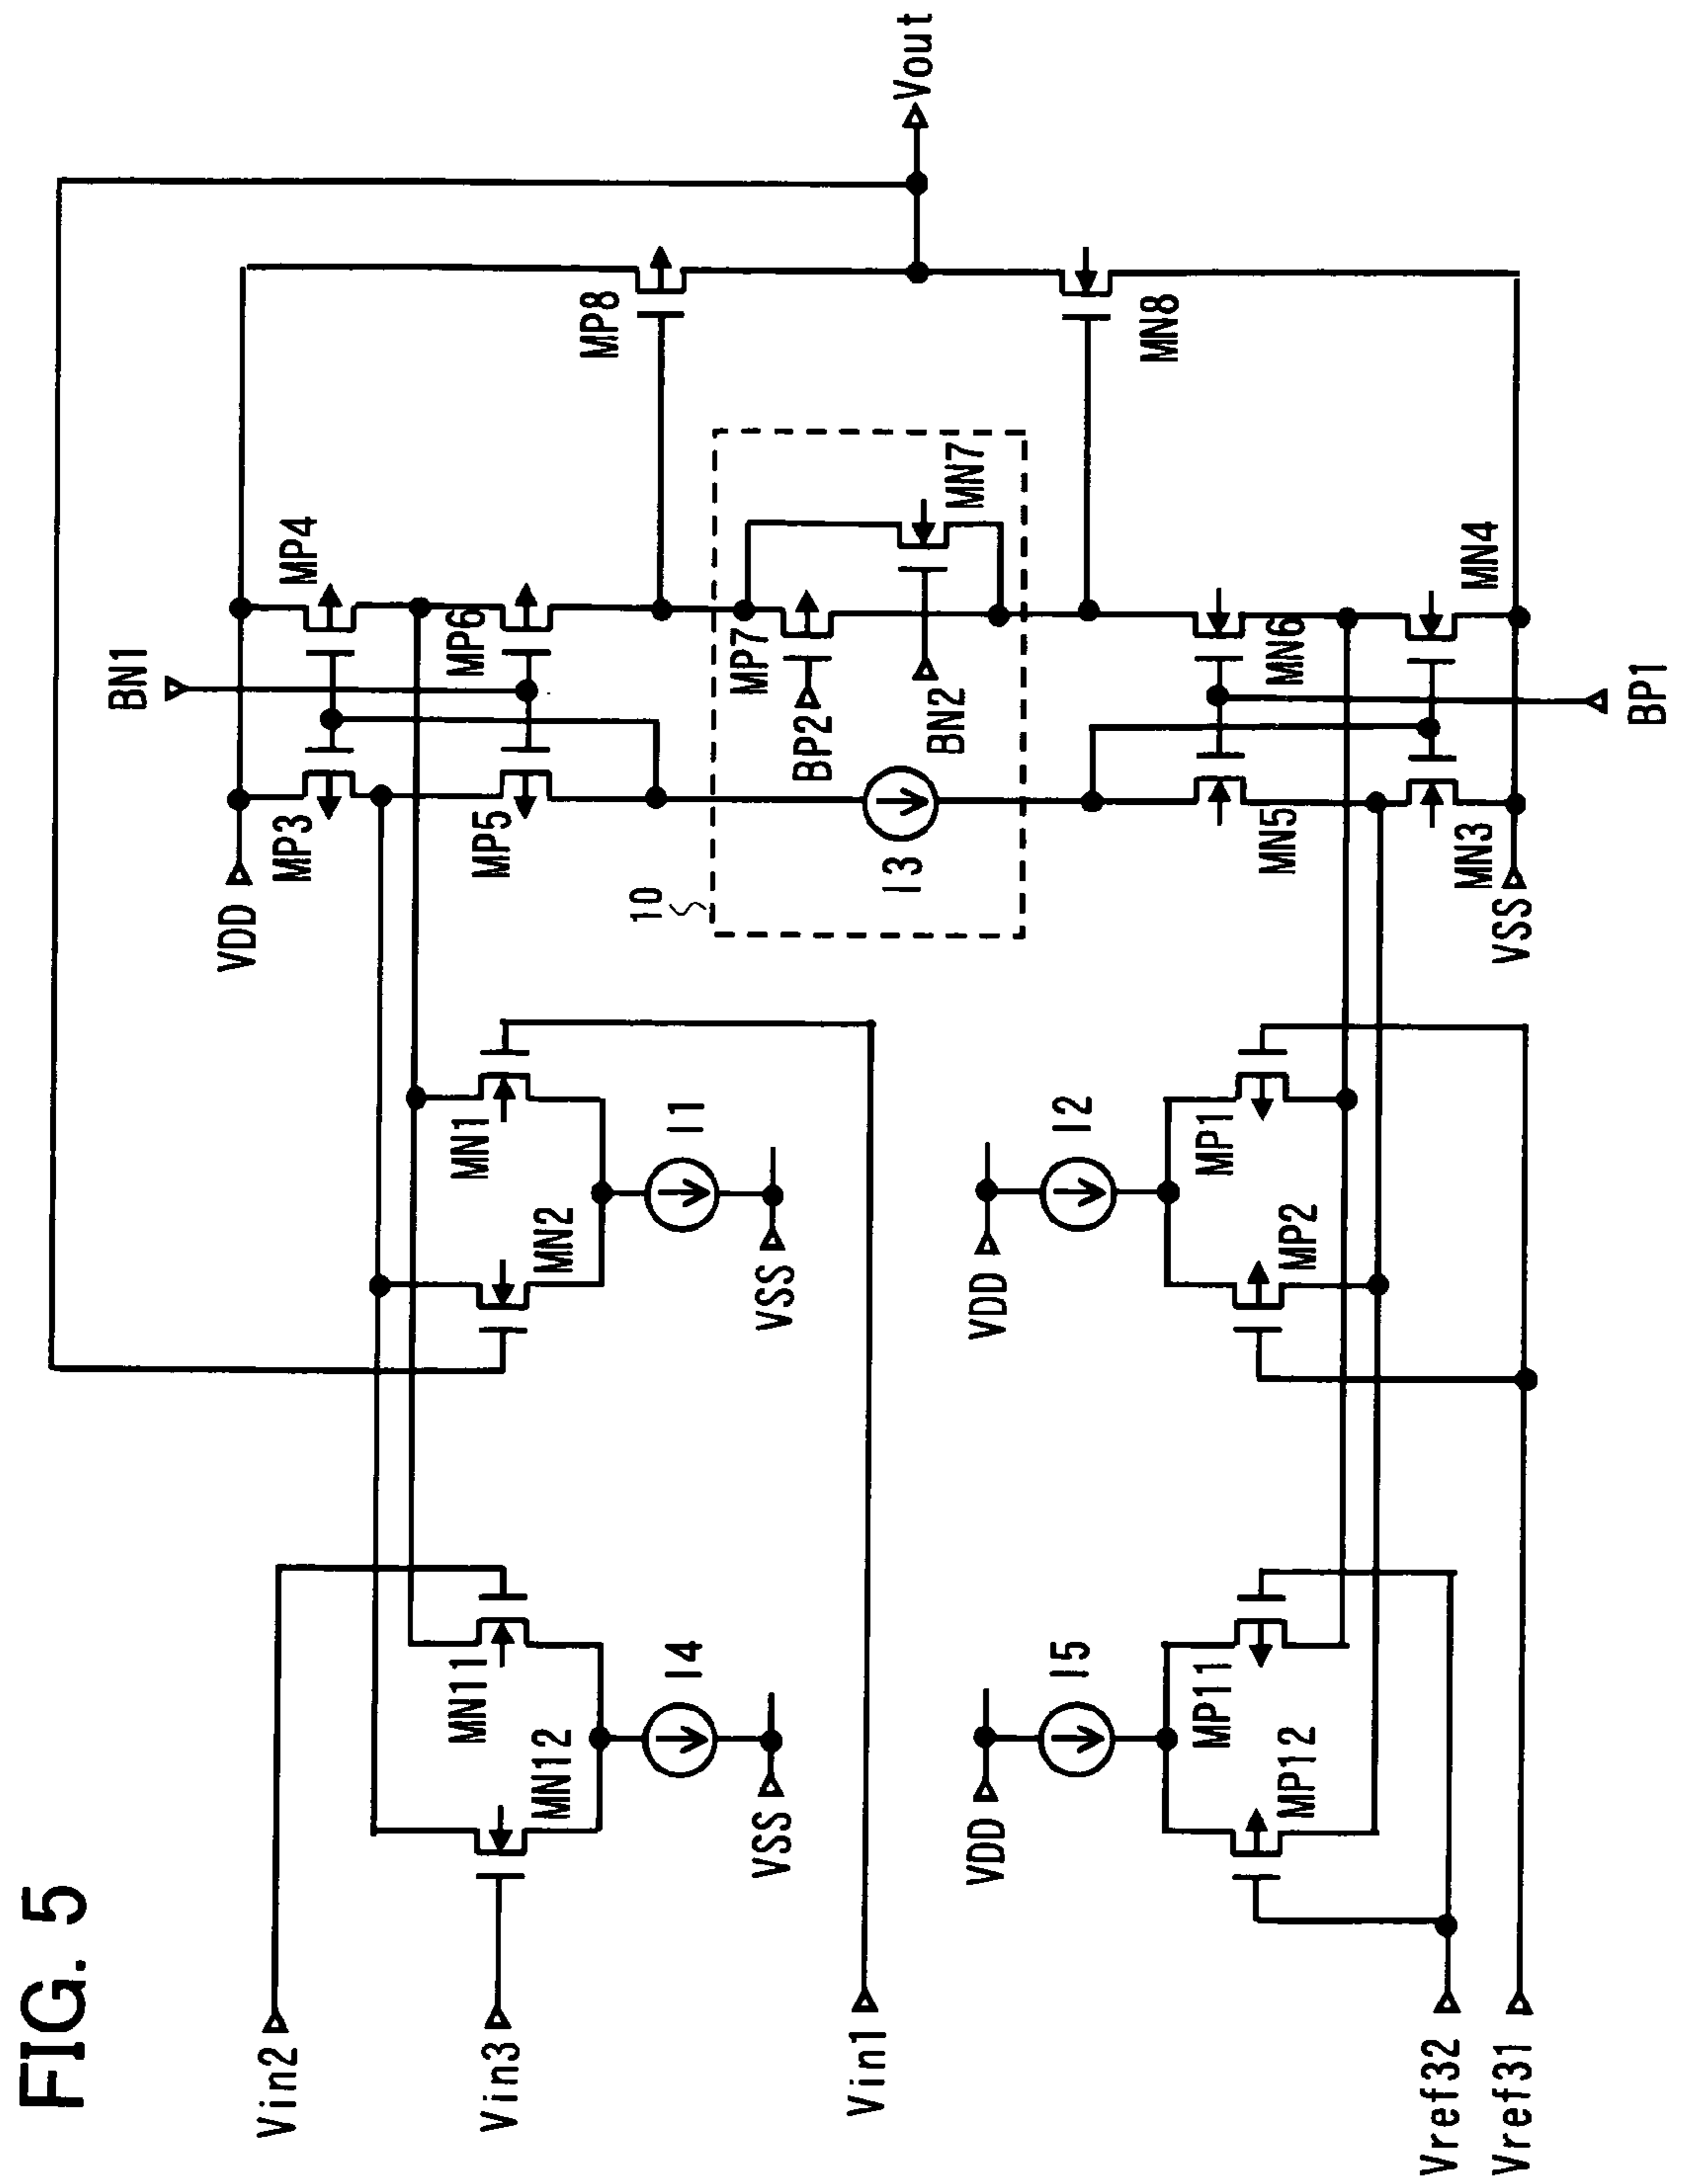 FIG. 5
Vin2
Vin3
Vin1
Vref32
Vref31
MN11
MN12
I4
VSS
VDD
I5
MP11
MP12
MN1
MN2
I1
VSS
VDD
I2
MP1
MP2
BN1
VDD
MP3
MP4
MP5
MP6
10
I3
MP7
BP2
BN2
MN7
MN5
MN6
MN3
MN4
VSS
BP1
MP8
MN8
Vout